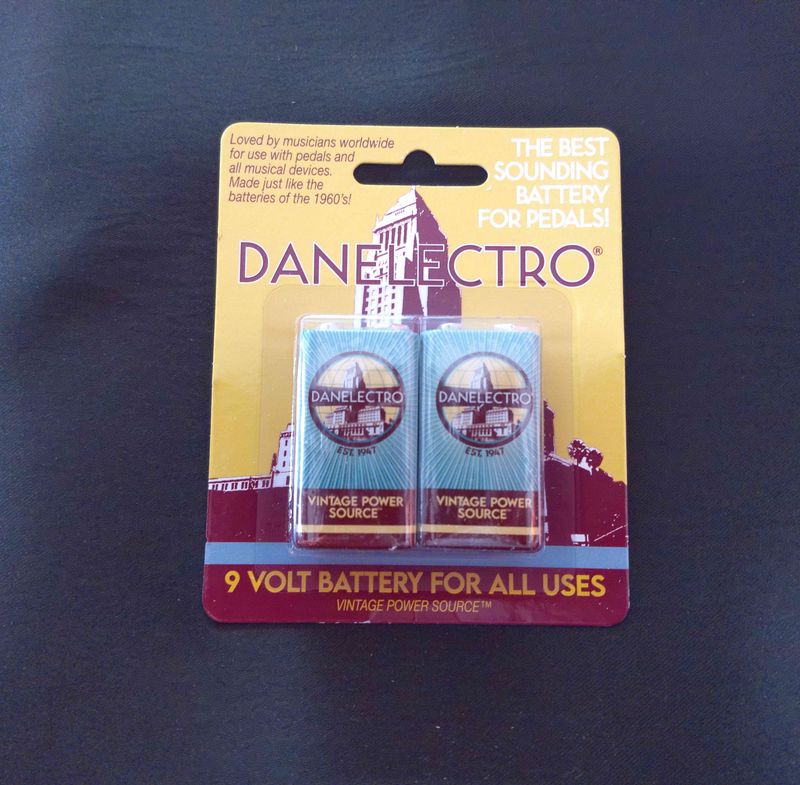 Loved by musicians worldwide
for use with pedals and
all musical devices.
Made just like the
batteries of the 1960's!
THE BEST
SOUNDING
BATTERY
FOR PEDALS!
DANELECTRO®
DANELECTRO
EST. 1947
VINTAGE POWER
SOURCE™
DANELECTRO
EST. 1947
VINTAGE POWER
SOURCE™
9 VOLT BATTERY FOR ALL USES
VINTAGE POWER SOURCE™